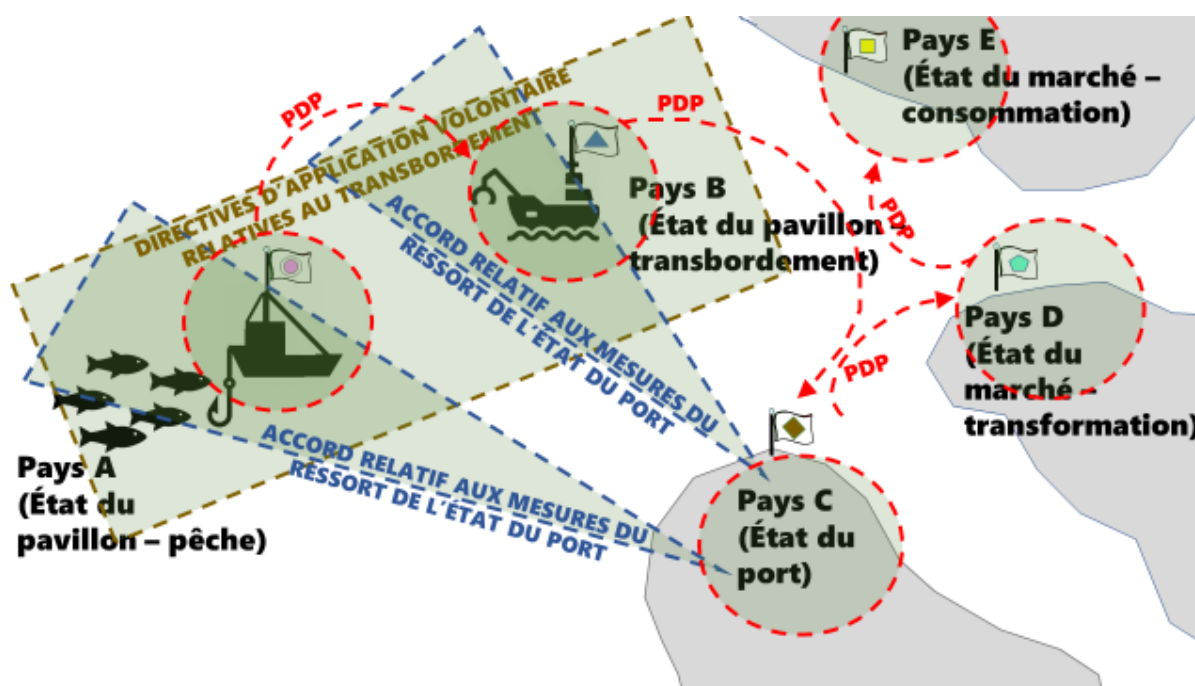 PDP
DIRECTIVES D'APPLICATION VOLONTAIRE
RELATIVES AU TRANSBORDEMENT
PDP
Pays E
(État du marché –
consommation)
Pays B
(État du pavillon –
transbordement)
PDP
ACCORD RELATIF AUX MESURES DU
RESSORT DE L'ÉTAT DU PORT
Pays D
(État du
marché –
transformation)
PDP
ACCORD RELATIF AUX MESURES DU
RESSORT DE L'ÉTAT DU PORT
Pays A
(État du
pavillon – pêche)
Pays C
(État du
port)